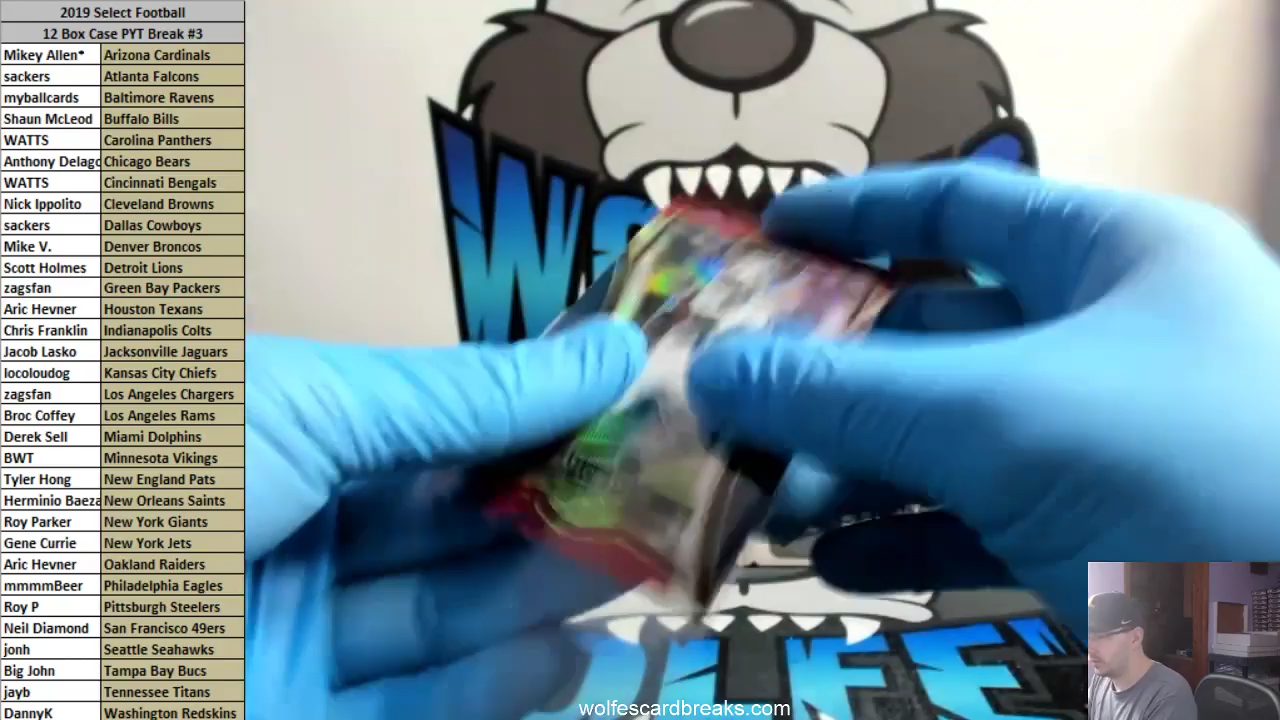 2019 Select Football
12 Box Case PYT Break #3
Mikey Allen* Arizona Cardinals
sackers Atlanta Falcons
myballcards Baltimore Ravens
Shaun McLeod Buffalo Bills
WATTS Carolina Panthers
Anthony Delago Chicago Bears
WATTS Cincinnati Bengals
Nick Ippolito Cleveland Browns
sackers Dallas Cowboys
Mike V. Denver Broncos
Scott Holmes Detroit Lions
zagsfan Green Bay Packers
Aric Hevner Houston Texans
Chris Franklin Indianapolis Colts
Jacob Lasko Jacksonville Jaguars
locoloudog Kansas City Chiefs
zagsfan Los Angeles Chargers
Broc Coffey Los Angeles Rams
Derek Sell Miami Dolphins
BWT Minnesota Vikings
Tyler Hong New England Pats
Herminio Baeza New Orleans Saints
Roy Parker New York Giants
Gene Currie New York Jets
Aric Hevner Oakland Raiders
mmmmBeer Philadelphia Eagles
Roy P Pittsburgh Steelers
Neil Diamond San Francisco 49ers
jonh Seattle Seahawks
Big John Tampa Bay Bucs
jayb Tennessee Titans
DannyK Washington Redskins
wolfescardbreaks.com